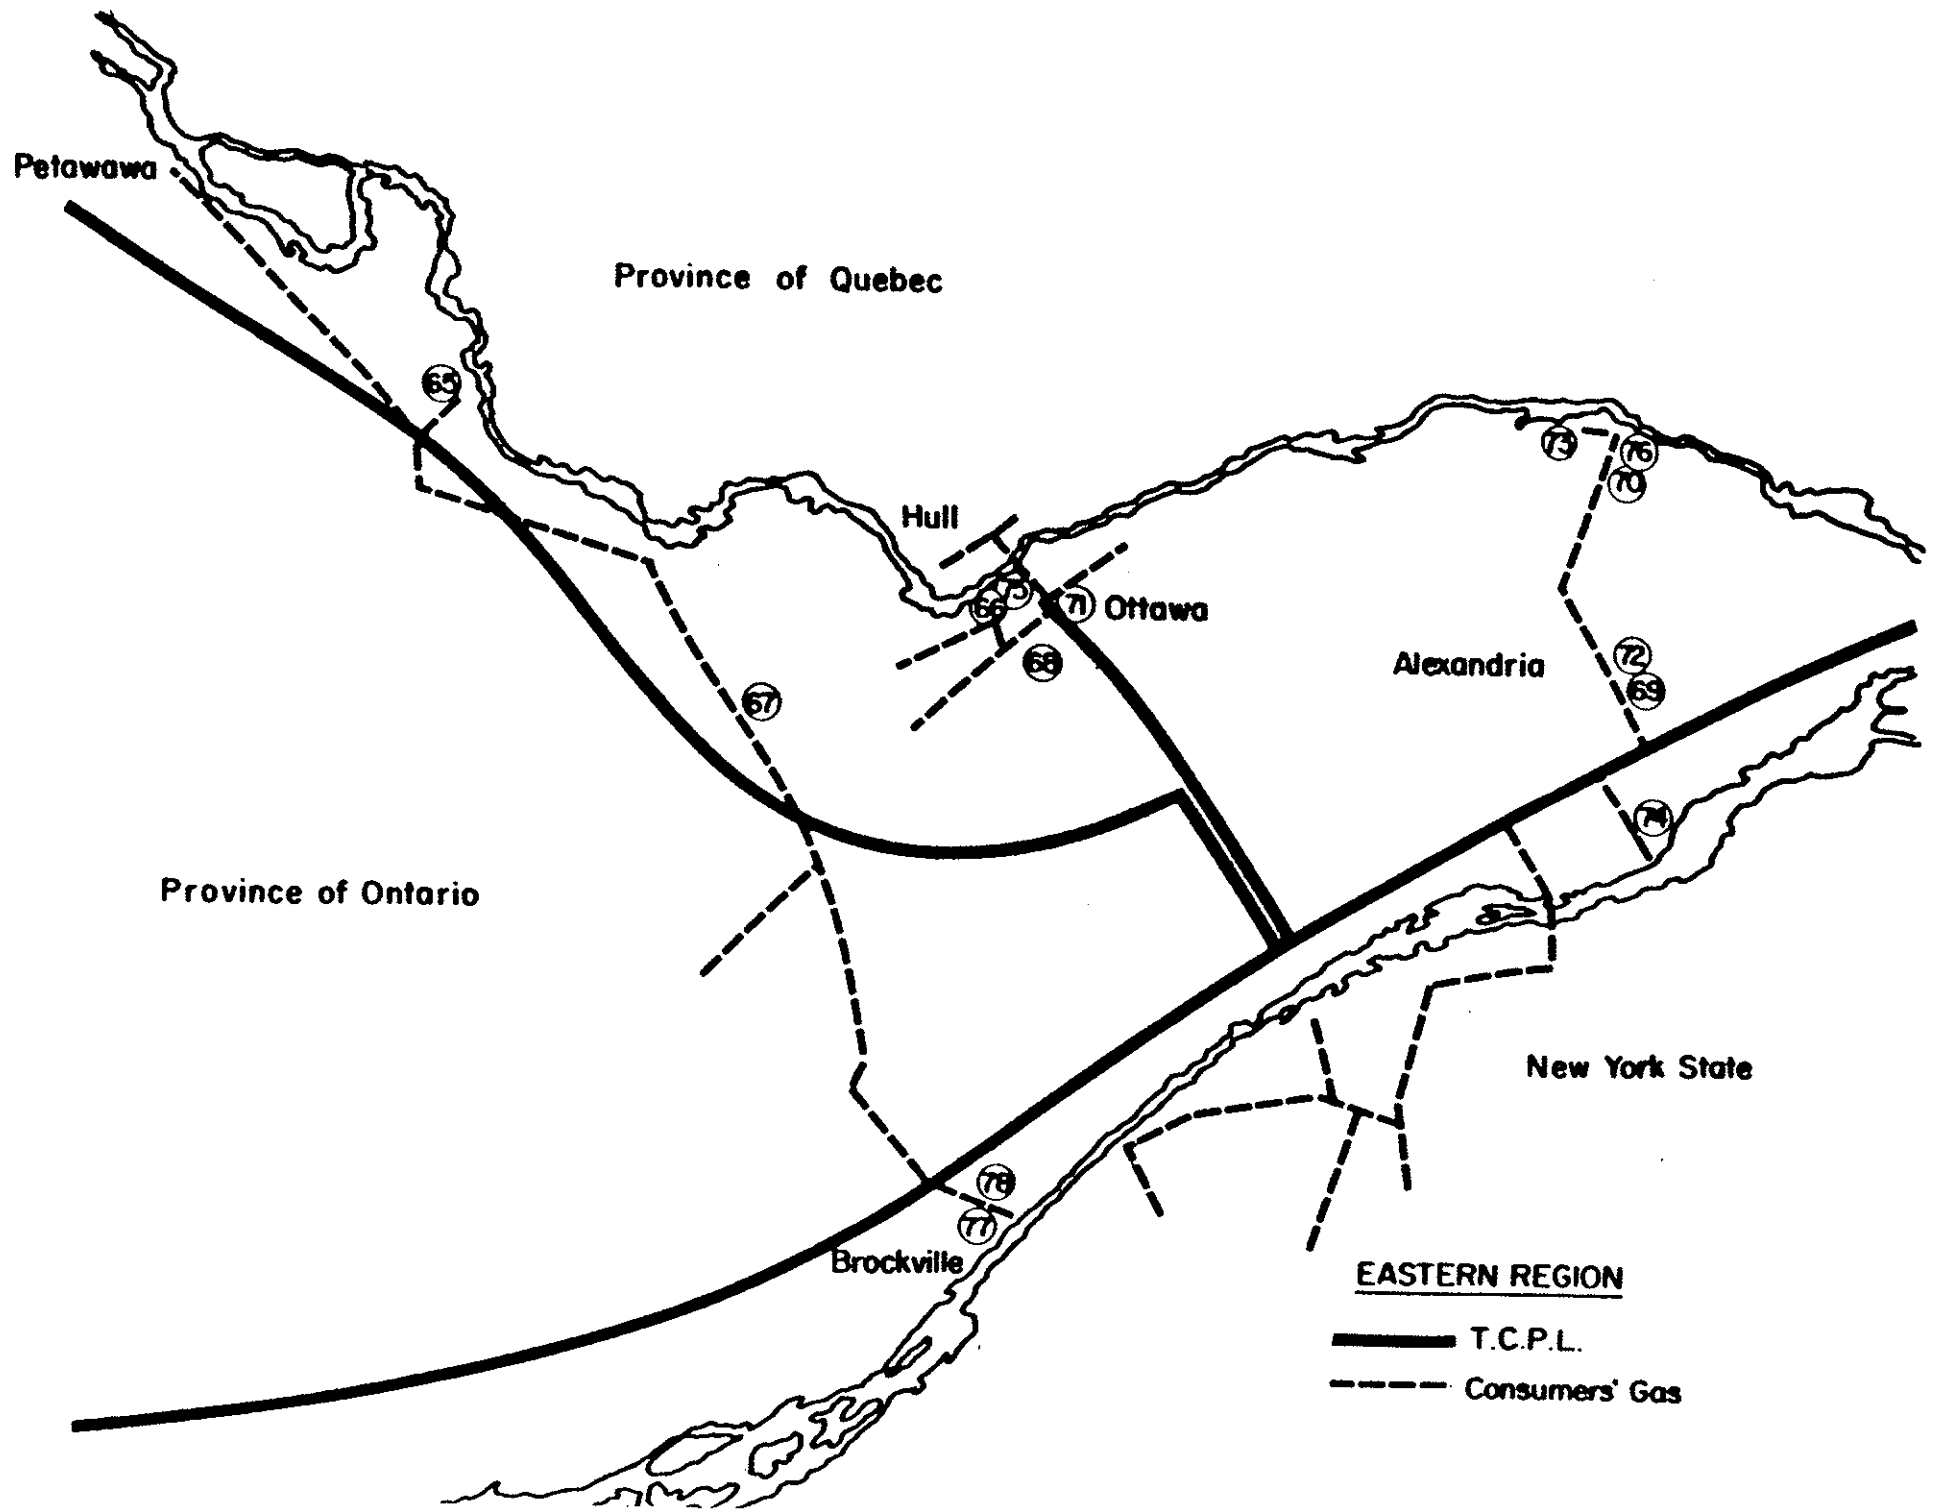 Petawawa
Province of Quebec
65
73
76
70
Hull
66
71
Ottawa
68
Alexandria
72
69
67
74
Province of Ontario
New York State
78
77
Brockville
EASTERN REGION
T.C.P.L.
Consumers' Gas